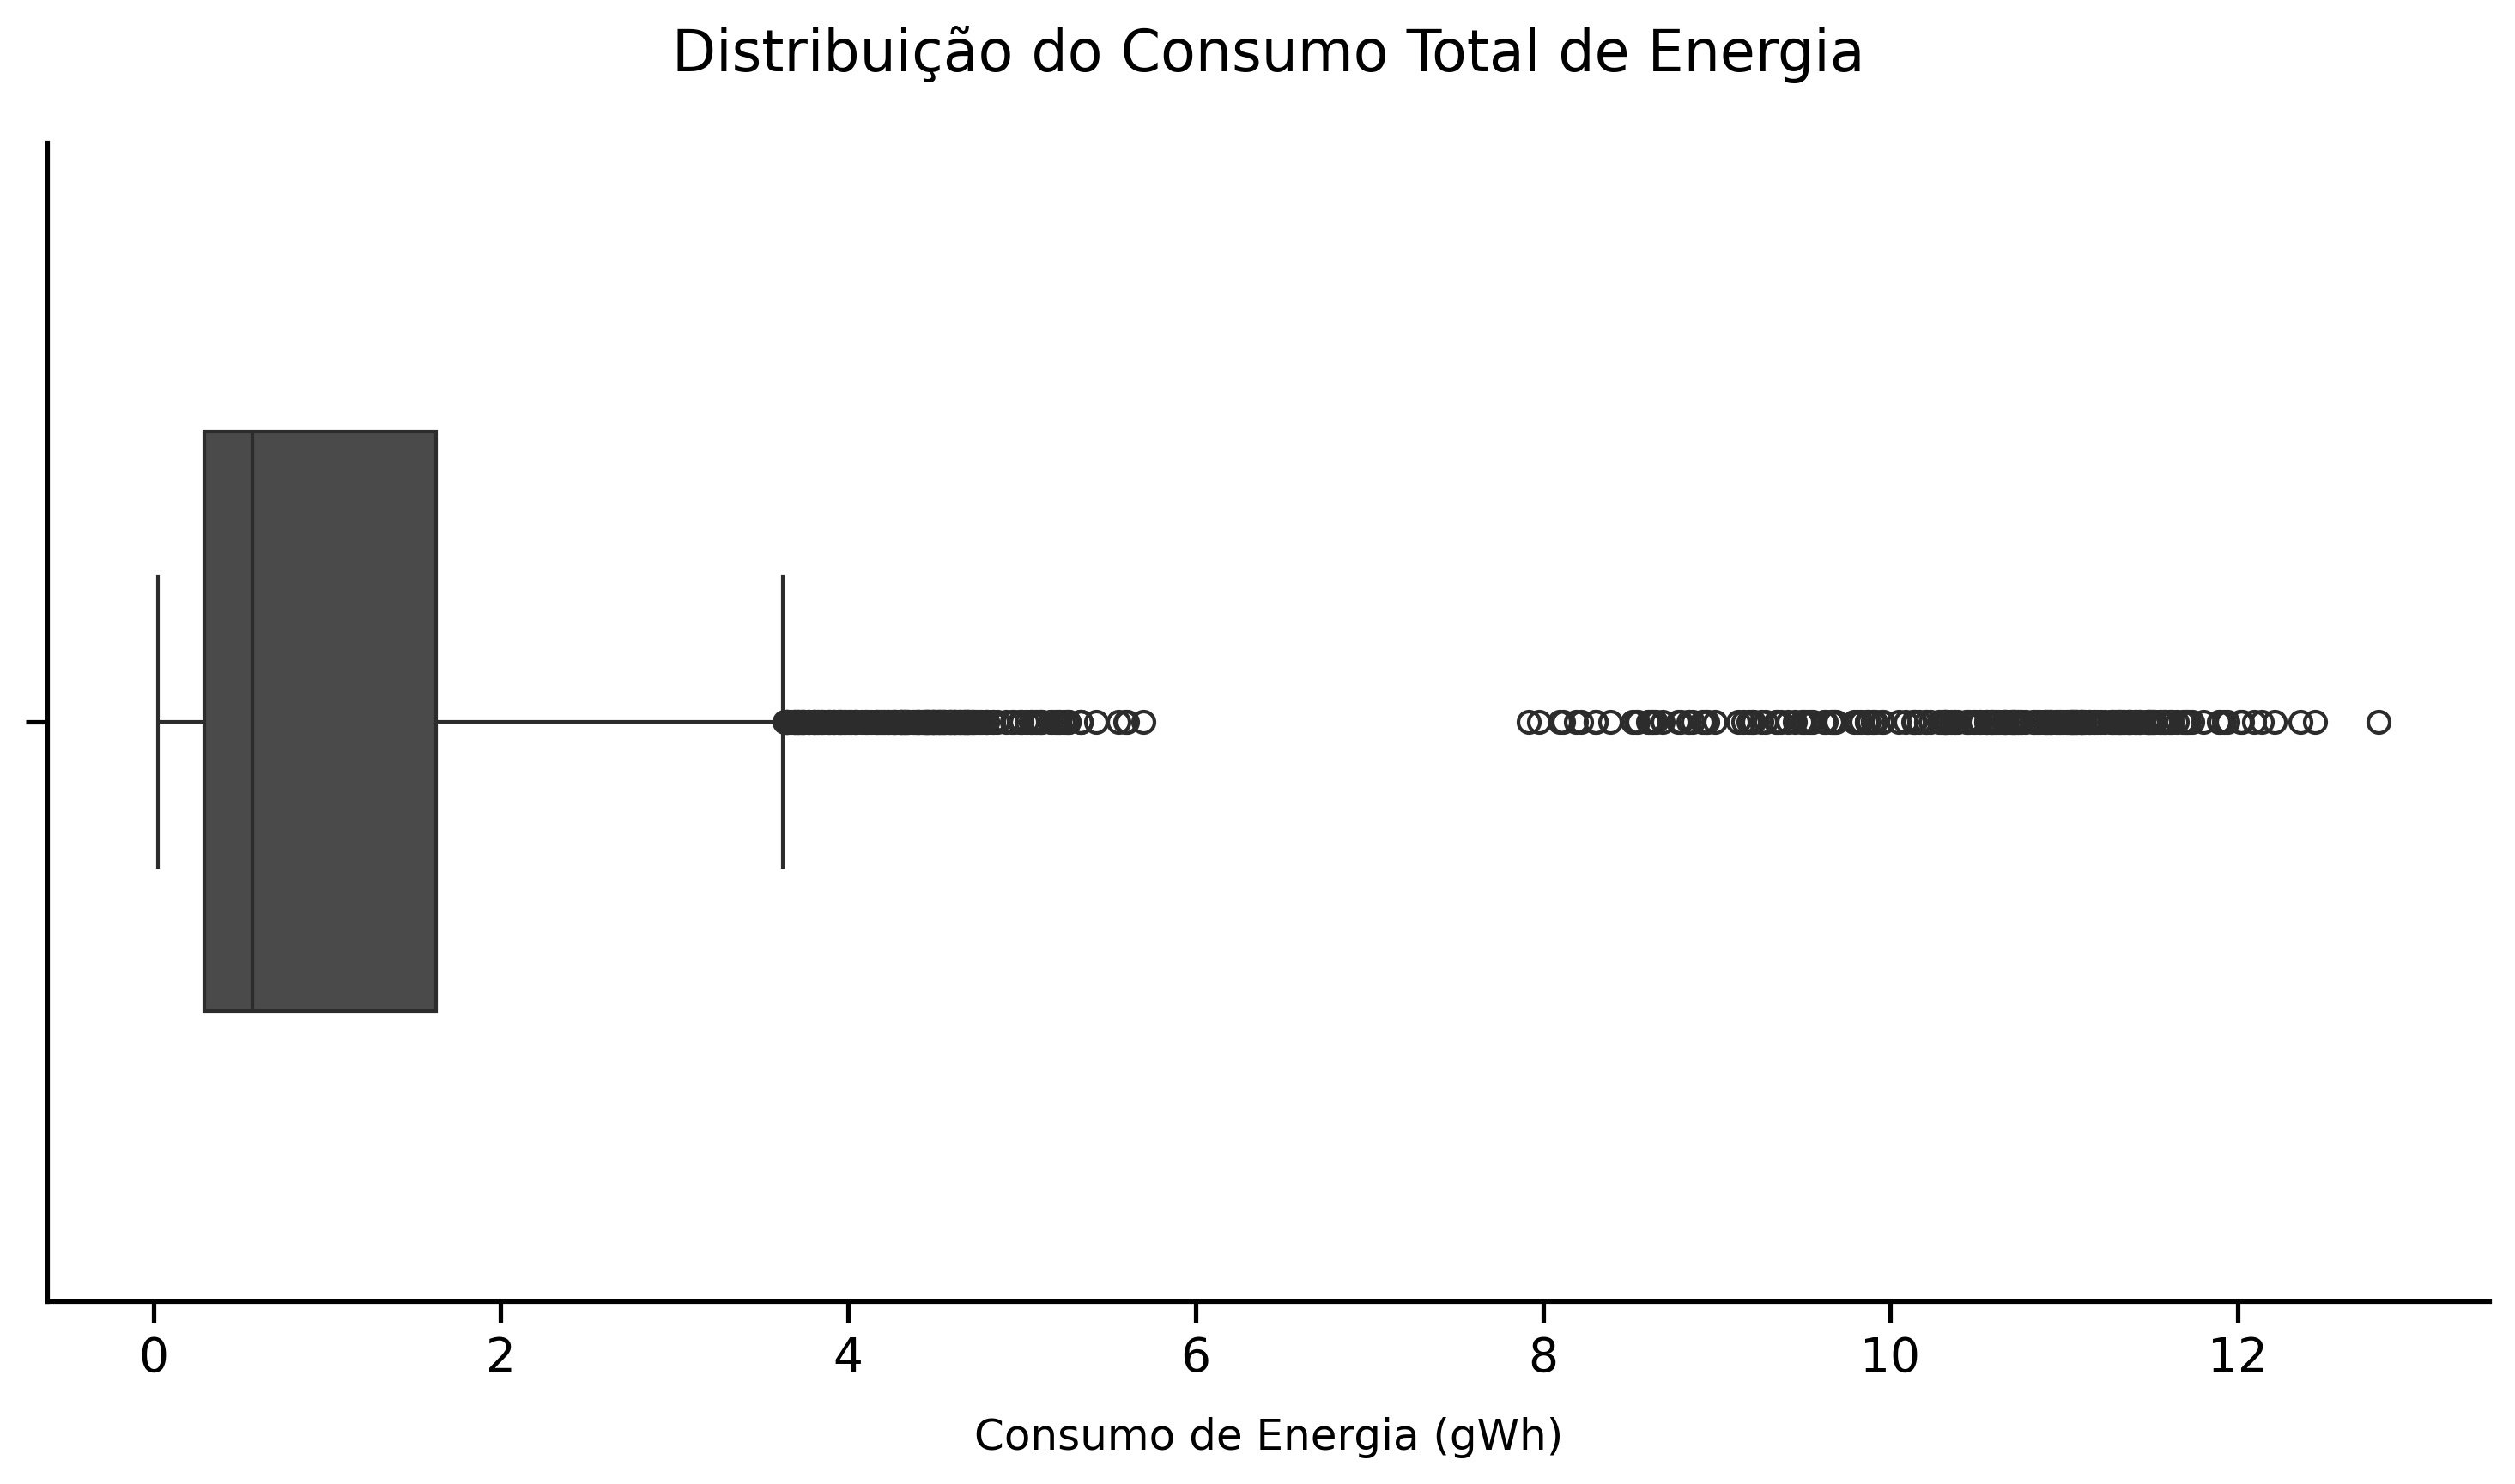 Distribuição do Consumo Total de Energia
0 2 4 6 8 10 12
Consumo de Energia (gWh)